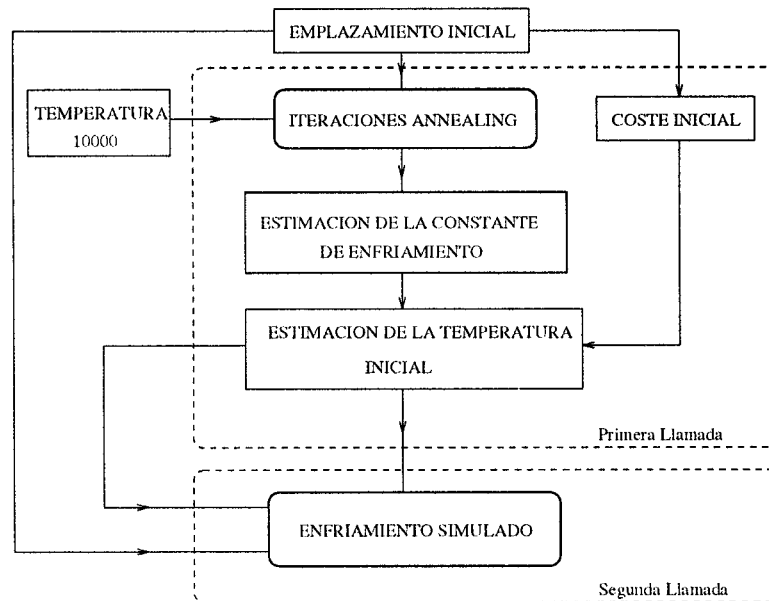 EMPLAZAMIENTO INICIAL
TEMPERATURA
10000
ITERACIONES ANNEALING
COSTE INICIAL
ESTIMACION DE LA CONSTANTE
DE ENFRIAMIENTO
ESTIMACION DE LA TEMPERATURA
INICIAL
Primera Llamada
ENFRIAMIENTO SIMULADO
Segunda Llamada